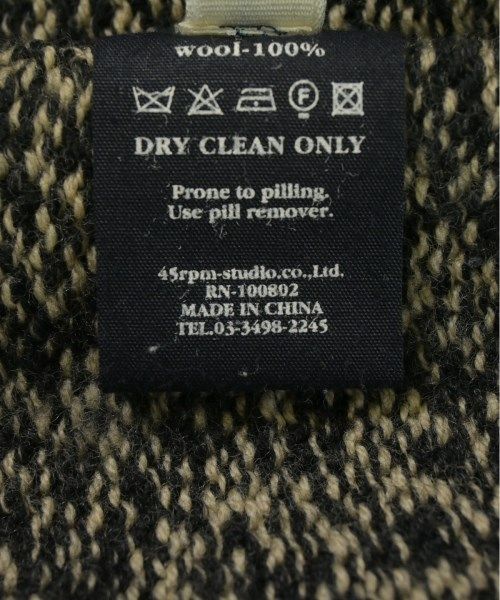 wool-100%
F
DRY CLEAN ONLY
Prone to pilling.
Use pill remover.
45rpm-studio.co.,Ltd.
RN-100802
MADE IN CHINA
TEL.03-3498-2245